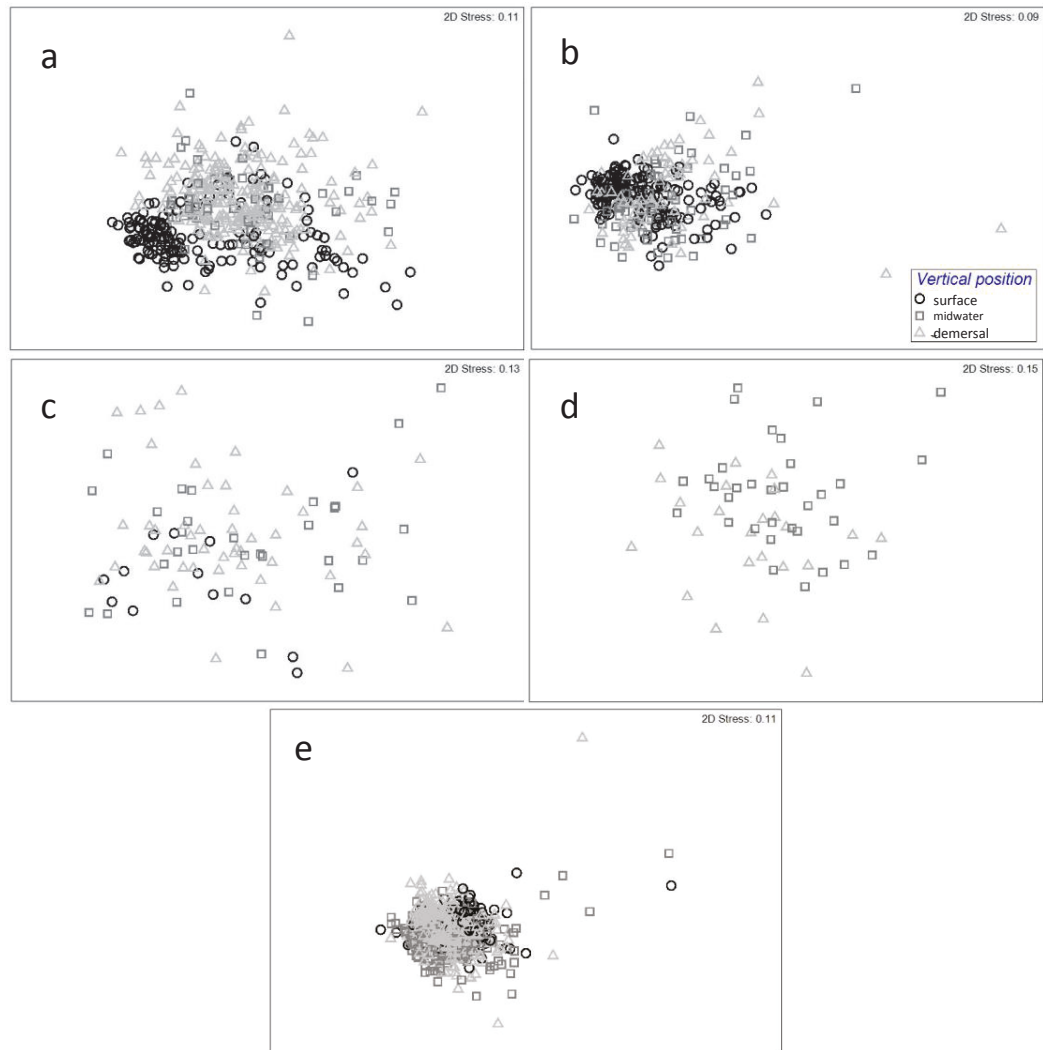 2D Stress: 0.11
a
2D Stress: 0.09
b
Vertical position
surface
midwater
demersal
2D Stress: 0.13
c
2D Stress: 0.15
d
2D Stress: 0.11
e